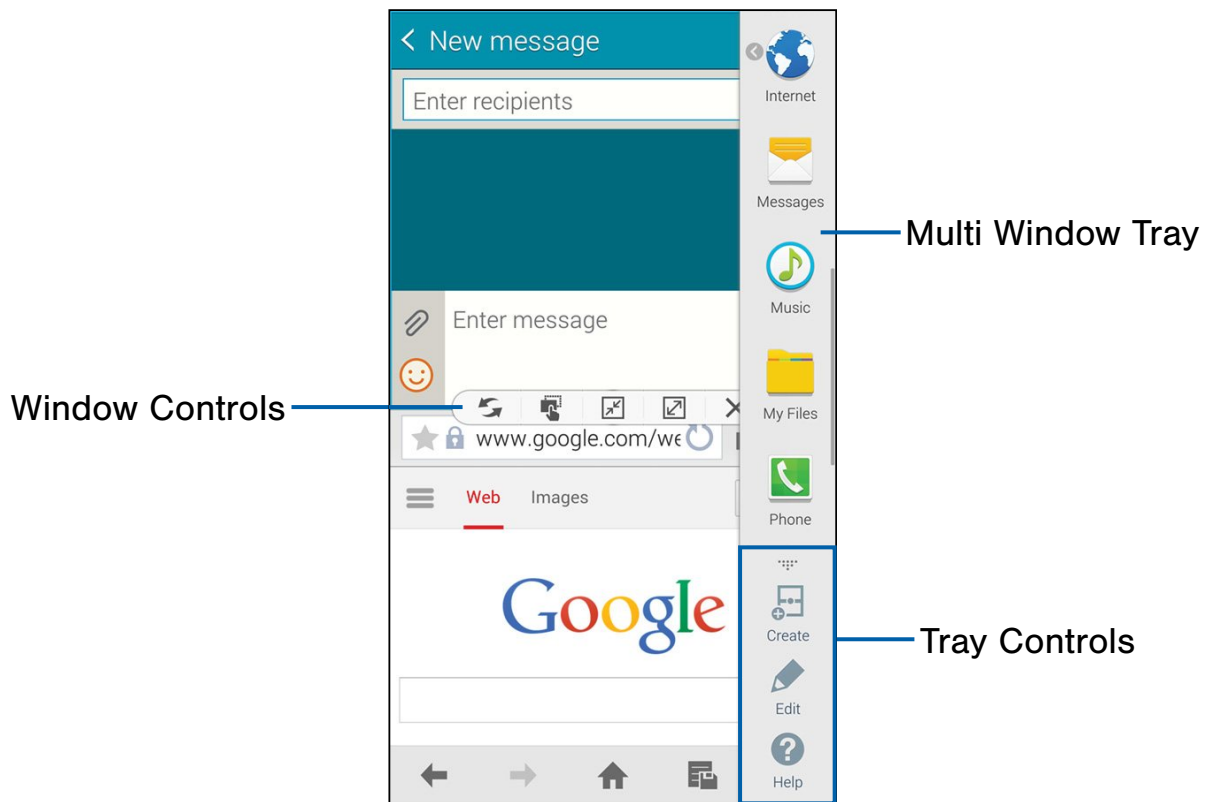 New message
Enter recipients
Enter message
www.google.com/we
Web Images
Google
Internet
Messages
Music
My Files
Phone
Create
Edit
Help
Multi Window Tray
Window Controls
Tray Controls